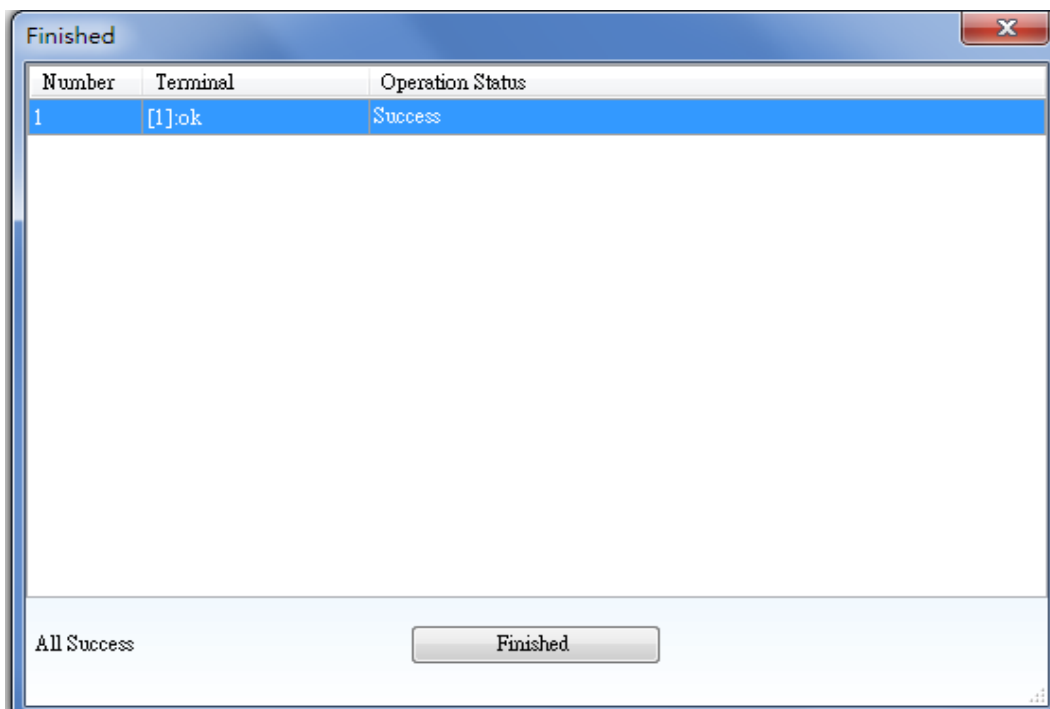 Finished
Number Terminal Operation Status
1 [1]:ok Success
All Success Finished